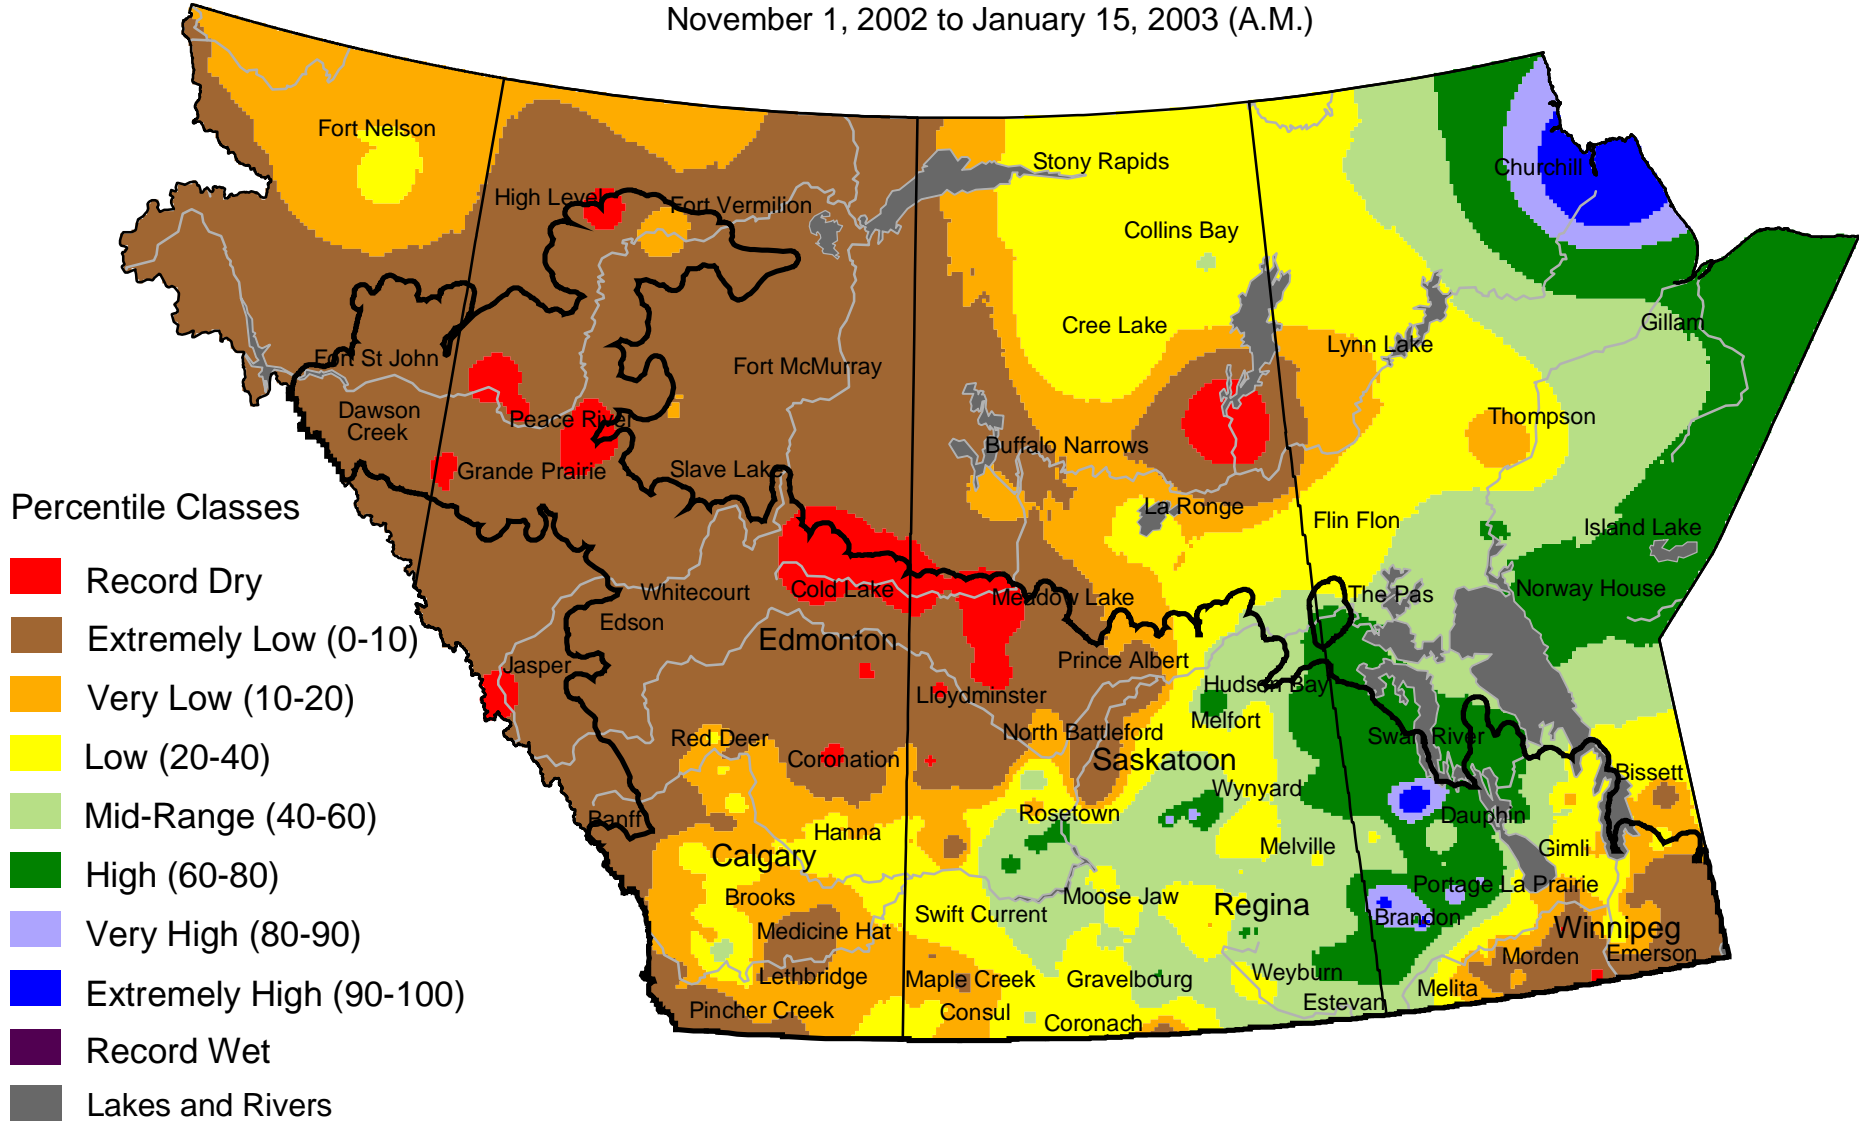 November 1, 2002 to January 15, 2003 (A.M.)
Fort Nelson
Stony Rapids
Churchill
High Level
Fort Vermilion
Collins Bay
Cree Lake
Gillam
Lynn Lake
Fort St John
Fort McMurray
Dawson
Creek
Peace River
Thompson
Buffalo Narrows
Grande Prairie
Slave Lake
La Ronge
Flin Flon
Island Lake
Whitecourt
Cold Lake
Meadow Lake
The Pas
Norway House
Edson
Edmonton
Jasper
Prince Albert
Lloydminster
Hudson Bay
Melfort
Red Deer
North Battleford
Swan River
Coronation
Saskatoon
Bissett
Wynyard
Banff
Rosetown
Dauphin
Hanna
Melville
Gimli
Calgary
Brooks
Moose Jaw
Portage La Prairie
Swift Current
Regina
Brandon
Medicine Hat
Winnipeg
Lethbridge
Maple Creek
Gravelbourg
Weyburn
Morden
Emerson
Melita
Pincher Creek
Consul
Coronach
Estevan
Percentile Classes
Record Dry
Extremely Low (0-10)
Very Low (10-20)
Low (20-40)
Mid-Range (40-60)
High (60-80)
Very High (80-90)
Extremely High (90-100)
Record Wet
Lakes and Rivers